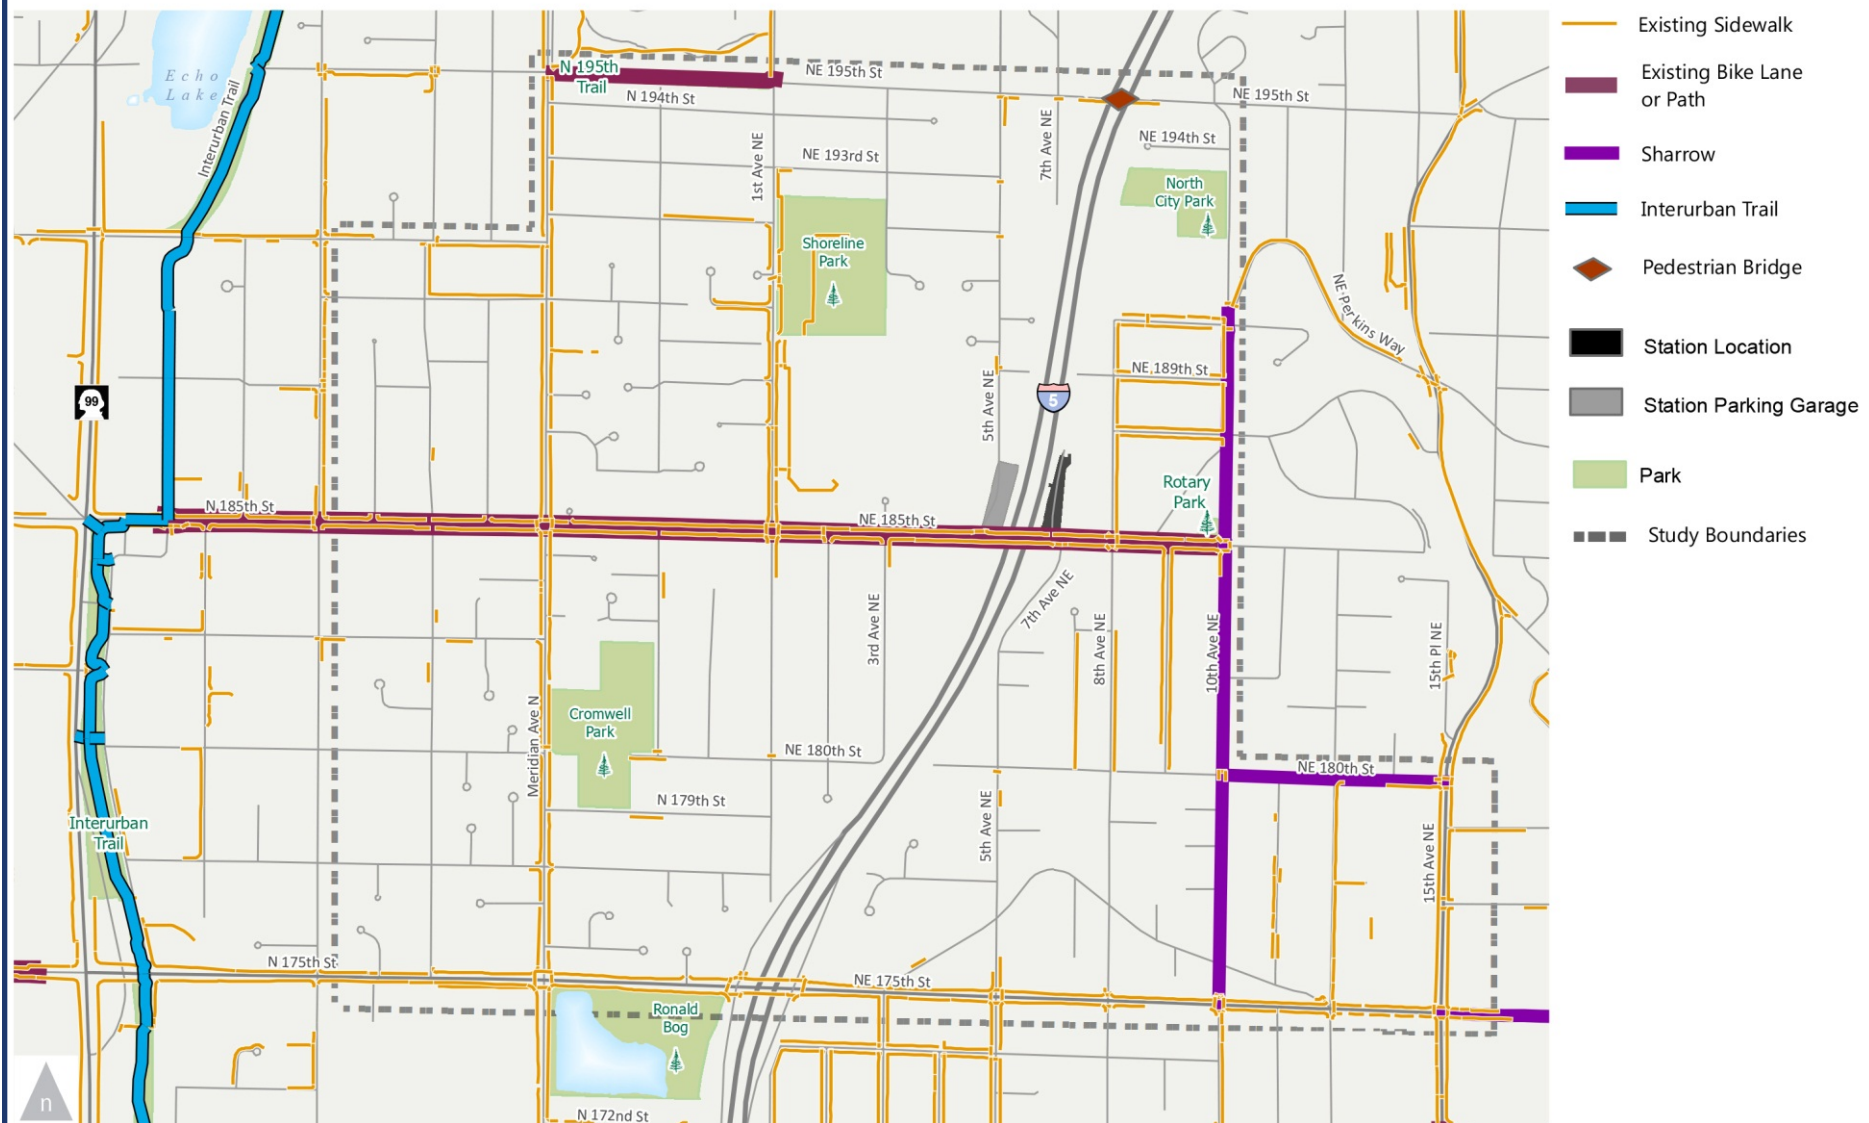 Echo
Lake
Interurban Trail
N 195th
Trail
NE 195th St
N 194th St
NE 195th St
1st Ave NE
NE 193rd St
7th Ave NE
NE 194th St
North
City Park
Shoreline
Park
NE Perkins Way
99
5
5th Ave NE
NE 189th St
Rotary
Park
N 185th St
NE 185th St
7th Ave NE
3rd Ave NE
8th Ave NE
10th Ave NE
15th Pl NE
Meridian Ave N
Cromwell
Park
NE 180th St
NE 180th St
N 179th St
Interurban
Trail
5th Ave NE
15th Ave NE
N 175th St
NE 175th St
Ronald
Bog
N 172nd St
n
Existing Sidewalk
Existing Bike Lane
or Path
Sharrow
Interurban Trail
Pedestrian Bridge
Station Location
Station Parking Garage
Park
Study Boundaries